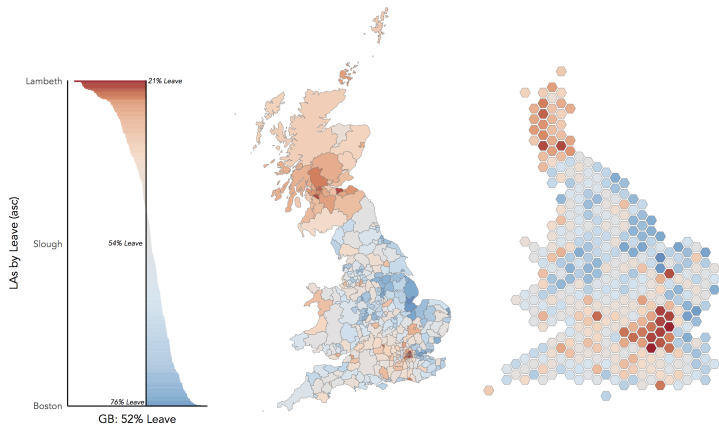 Lambeth
21% Leave
LAs by Leave (asc)
Slough
54% Leave
Boston
76% Leave
GB: 52% Leave